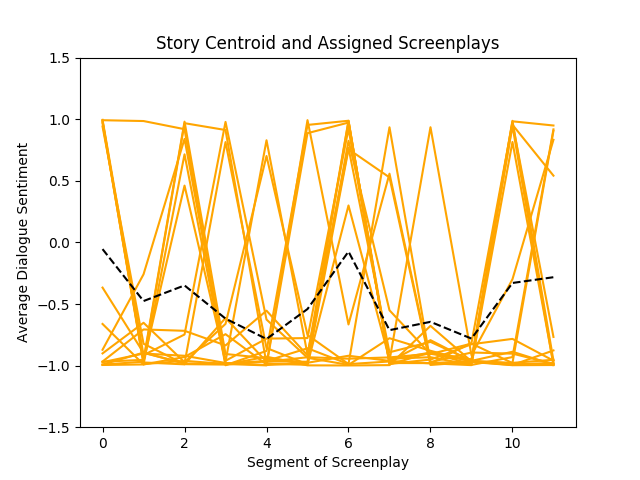 Story Centroid and Assigned Screenplays
1.5
1.0
0.5
0.0
−0.5
−1.0
−1.5
Average Dialogue Sentiment
0 2 4 6 8 10
Segment of Screenplay